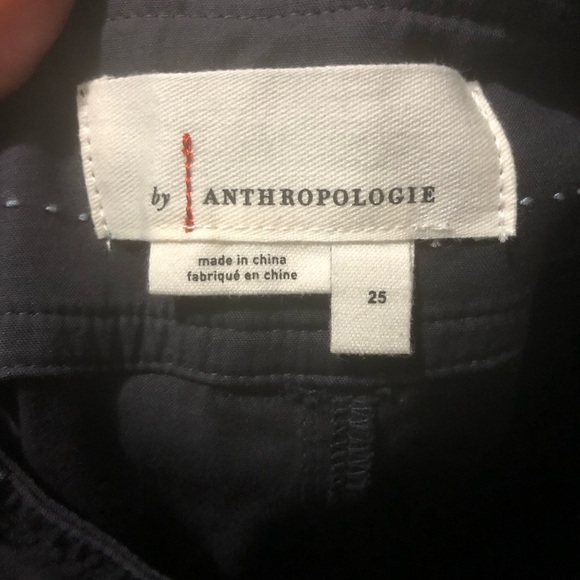 by ANTHROPOLOGIE
made in china
fabriqué en chine
25